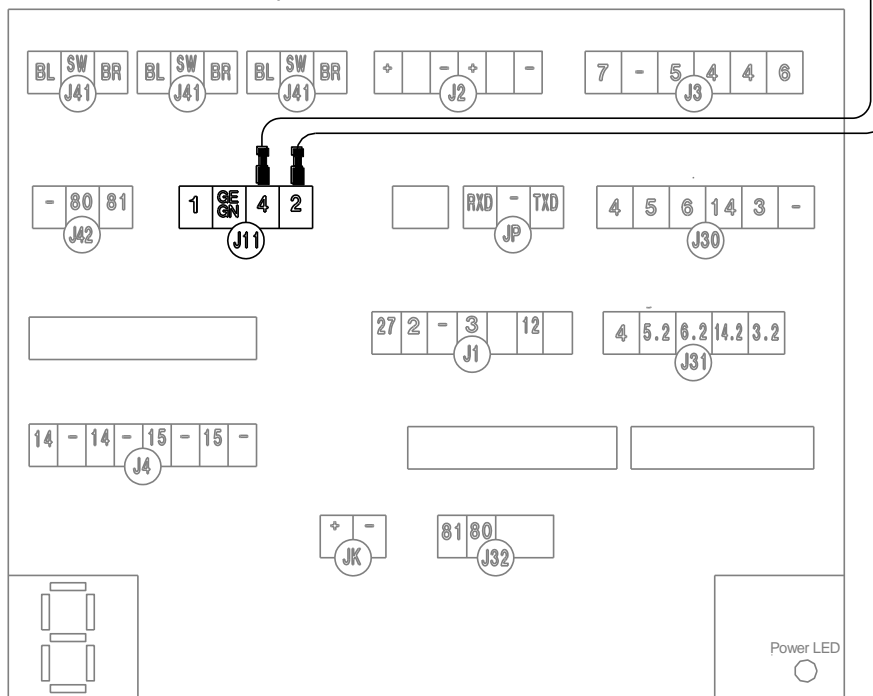 BL SW BR BL SW BR BL SW BR + - + - 7 - 5 4 4 6
J41 J41 J41 J2 J3
- 80 81 1 GE GN 4 2 RXD - TXD 4 5 6 14 3 -
J42 J11 JP J30
27 2 - 3 12 4 5.2 6.2 14.2 3.2
J1 J31
14 - 14 - 15 - 15 -
J4
+ - 81 80
JK J32
Power LED